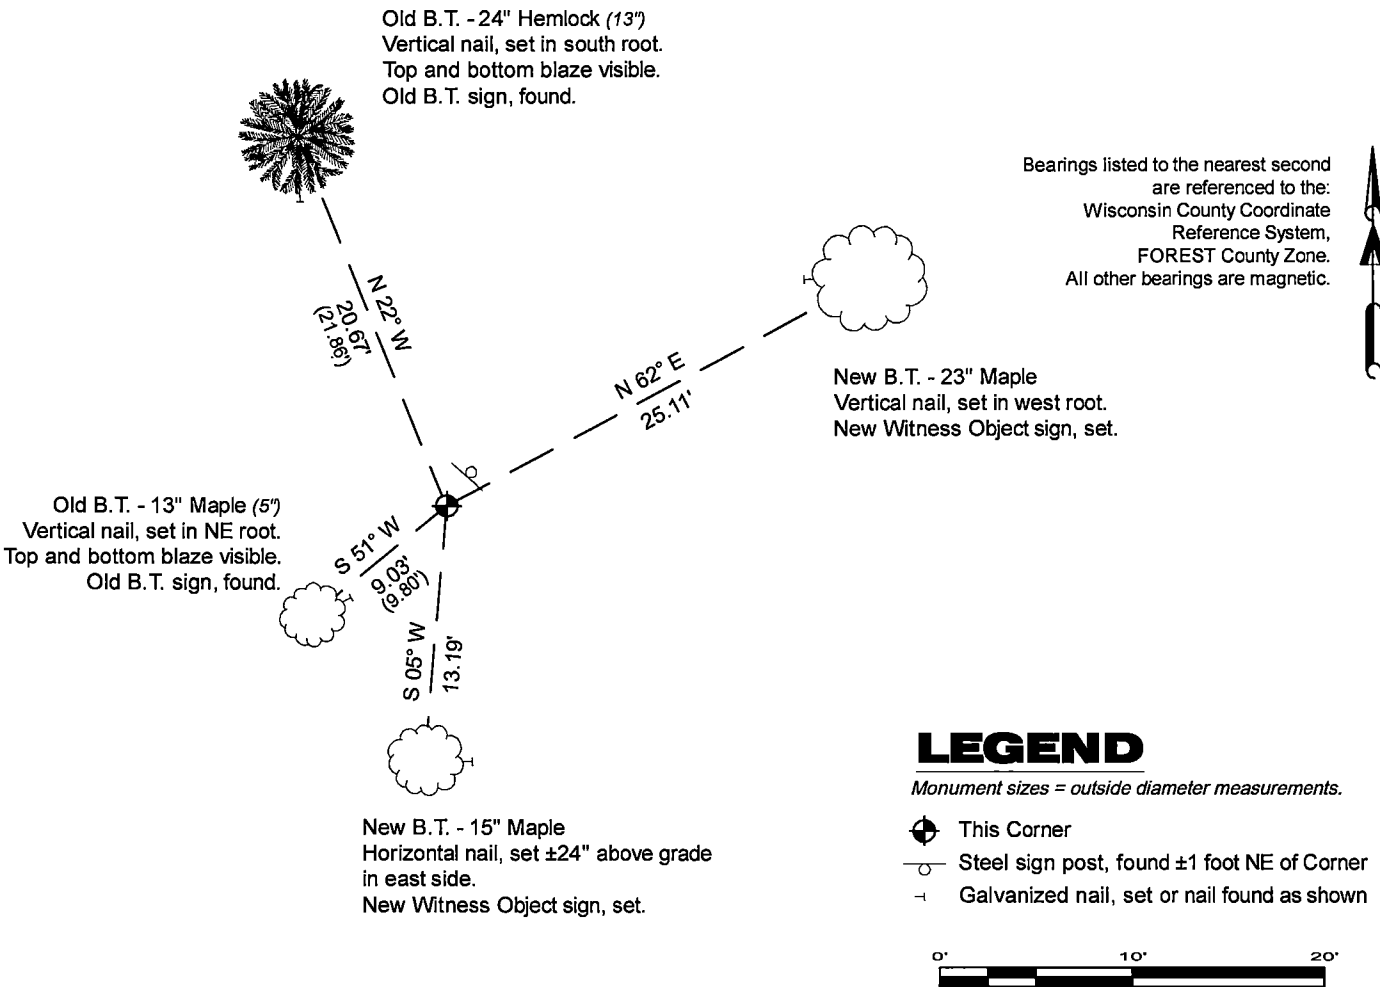 Old B.T. - 24" Hemlock (13")
Vertical nail, set in south root.
Top and bottom blaze visible.
Old B.T. sign, found.
Bearings listed to the nearest second
are referenced to the:
Wisconsin County Coordinate
Reference System,
FOREST County Zone.
All other bearings are magnetic.
N 22° W
20.67'
(21.86')
N 62° E
25.11'
New B.T. - 23" Maple
Vertical nail, set in west root.
New Witness Object sign, set.
Old B.T. - 13" Maple (5")
Vertical nail, set in NE root.
Top and bottom blaze visible.
Old B.T. sign, found.
S 51° W
9.03'
(9.80')
S 05° W
13.19'
New B.T. - 15" Maple
Horizontal nail, set ±24" above grade
in east side.
New Witness Object sign, set.
LEGEND
Monument sizes = outside diameter measurements.
This Corner
Steel sign post, found ±1 foot NE of Corner
Galvanized nail, set or nail found as shown
0' 10' 20'